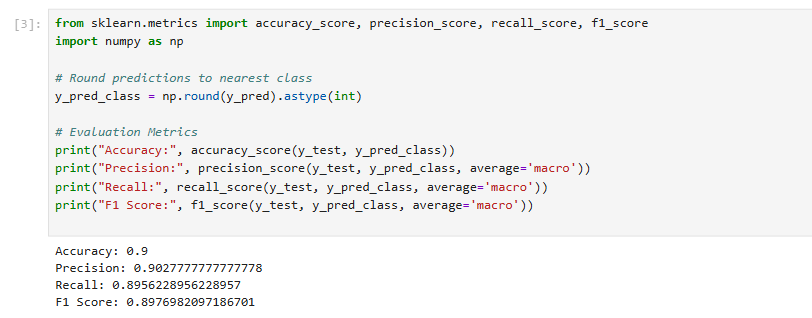 [3]: from sklearn.metrics import accuracy_score, precision_score, recall_score, f1_score
import numpy as np
# Round predictions to nearest class
y_pred_class = np.round(y_pred).astype(int)
# Evaluation Metrics
print("Accuracy:", accuracy_score(y_test, y_pred_class))
print("Precision:", precision_score(y_test, y_pred_class, average='macro'))
print("Recall:", recall_score(y_test, y_pred_class, average='macro'))
print("F1 Score:", f1_score(y_test, y_pred_class, average='macro'))
Accuracy: 0.9
Precision: 0.9027777777777778
Recall: 0.8956228956228957
F1 Score: 0.8976982097186701